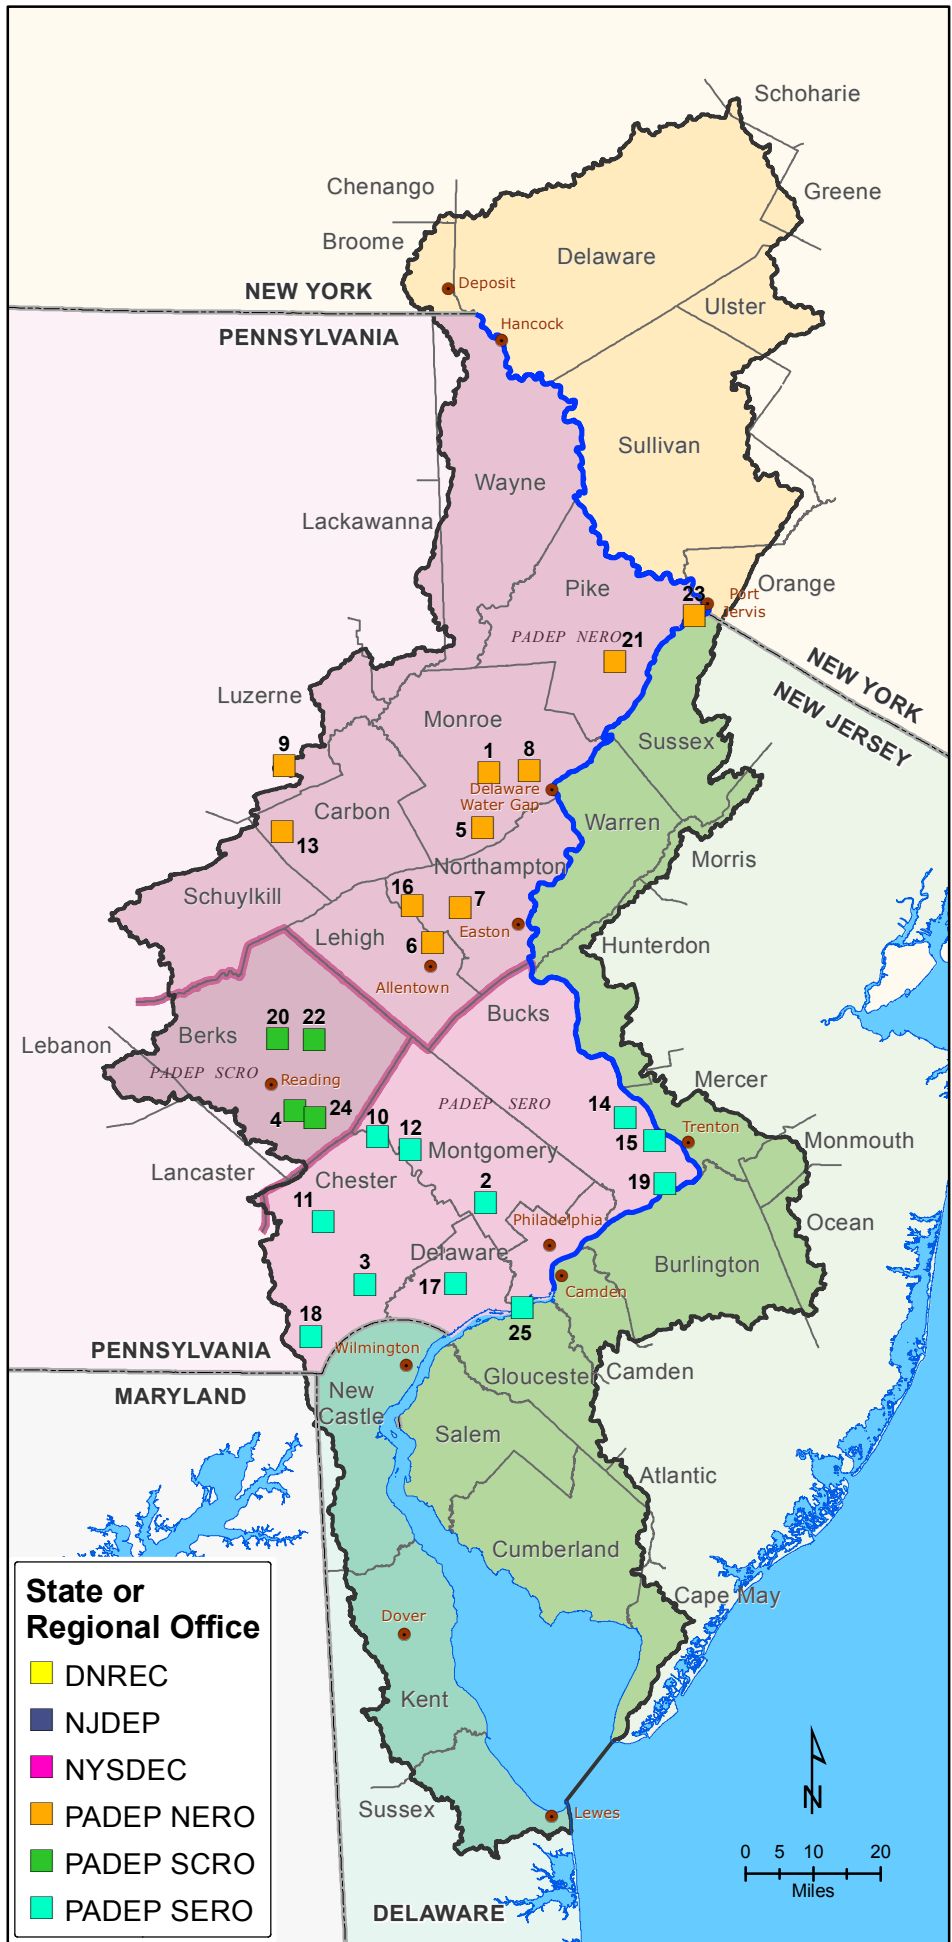 Schoharie
Chenango
Greene
Broome
Delaware
Deposit
NEW YORK
Ulster
Hancock
PENNSYLVANIA
Sullivan
Wayne
Lackawanna
Orange
Pike
23
Port
Jervis
PADEP NERO
21
NEW YORK
NEW JERSEY
Luzerne
Monroe
Sussex
9
1
8
Delaware
Water Gap
Carbon
5
Warren
13
Morris
Northampton
Schuylkill
16
7
Lehigh
6
Easton
Hunterdon
Allentown
20
22
Bucks
Berks
Lebanon
PADEP SCRO
Reading
Mercer
4
24
PADEP SERO
14
10
12
15
Trenton
Monmouth
Montgomery
Lancaster
Chester
2
19
11
Philadelphia
Ocean
Delaware
3
17
Burlington
Camden
18
25
PENNSYLVANIA
Wilmington
MARYLAND
New
Castle
Gloucester
Camden
Salem
Atlantic
Cumberland
Cape May
Dover
Kent
Sussex
Lewes
DELAWARE
State or
Regional Office
DNREC
NJDEP
NYSDEC
PADEP NERO
PADEP SCRO
PADEP SERO
N
0 5 10 20
Miles